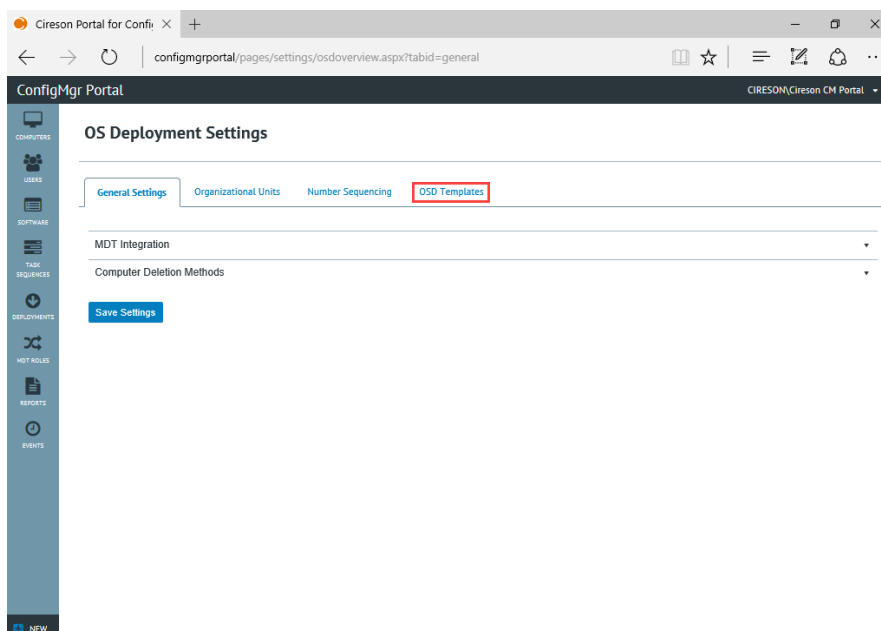 Cireson Portal for Confi
configmgrportal/pages/settings/osdoverview.aspx?tabid=general
ConfigMgr Portal
CIRESON\Cireson CM Portal
COMPUTERS
USERS
SOFTWARE
TASK
SEQUENCES
DEPLOYMENTS
MDT ROLES
REPORTS
EVENTS
NEW
OS Deployment Settings
General Settings
Organizational Units
Number Sequencing
OSD Templates
MDT Integration
Computer Deletion Methods
Save Settings